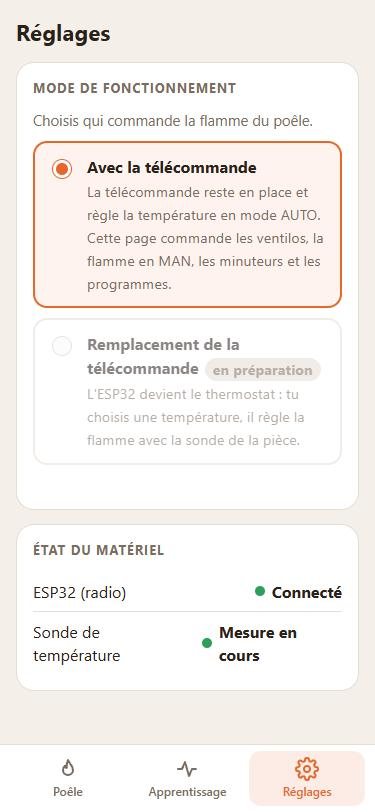 Réglages
MODE DE FONCTIONNEMENT
Choisis qui commande la flamme du poêle.
Avec la télécommande
La télécommande reste en place et
règle la température en mode AUTO.
Cette page commande les ventilos, la
flamme en MAN, les minuteurs et les
programmes.
Remplacement de la
télécommande en préparation
L'ESP32 devient le thermostat : tu
choisis une température, il règle la
flamme avec la sonde de la pièce.
ÉTAT DU MATÉRIEL
ESP32 (radio) Connecté
Sonde de Mesure en
température cours
Poêle Apprentissage Réglages